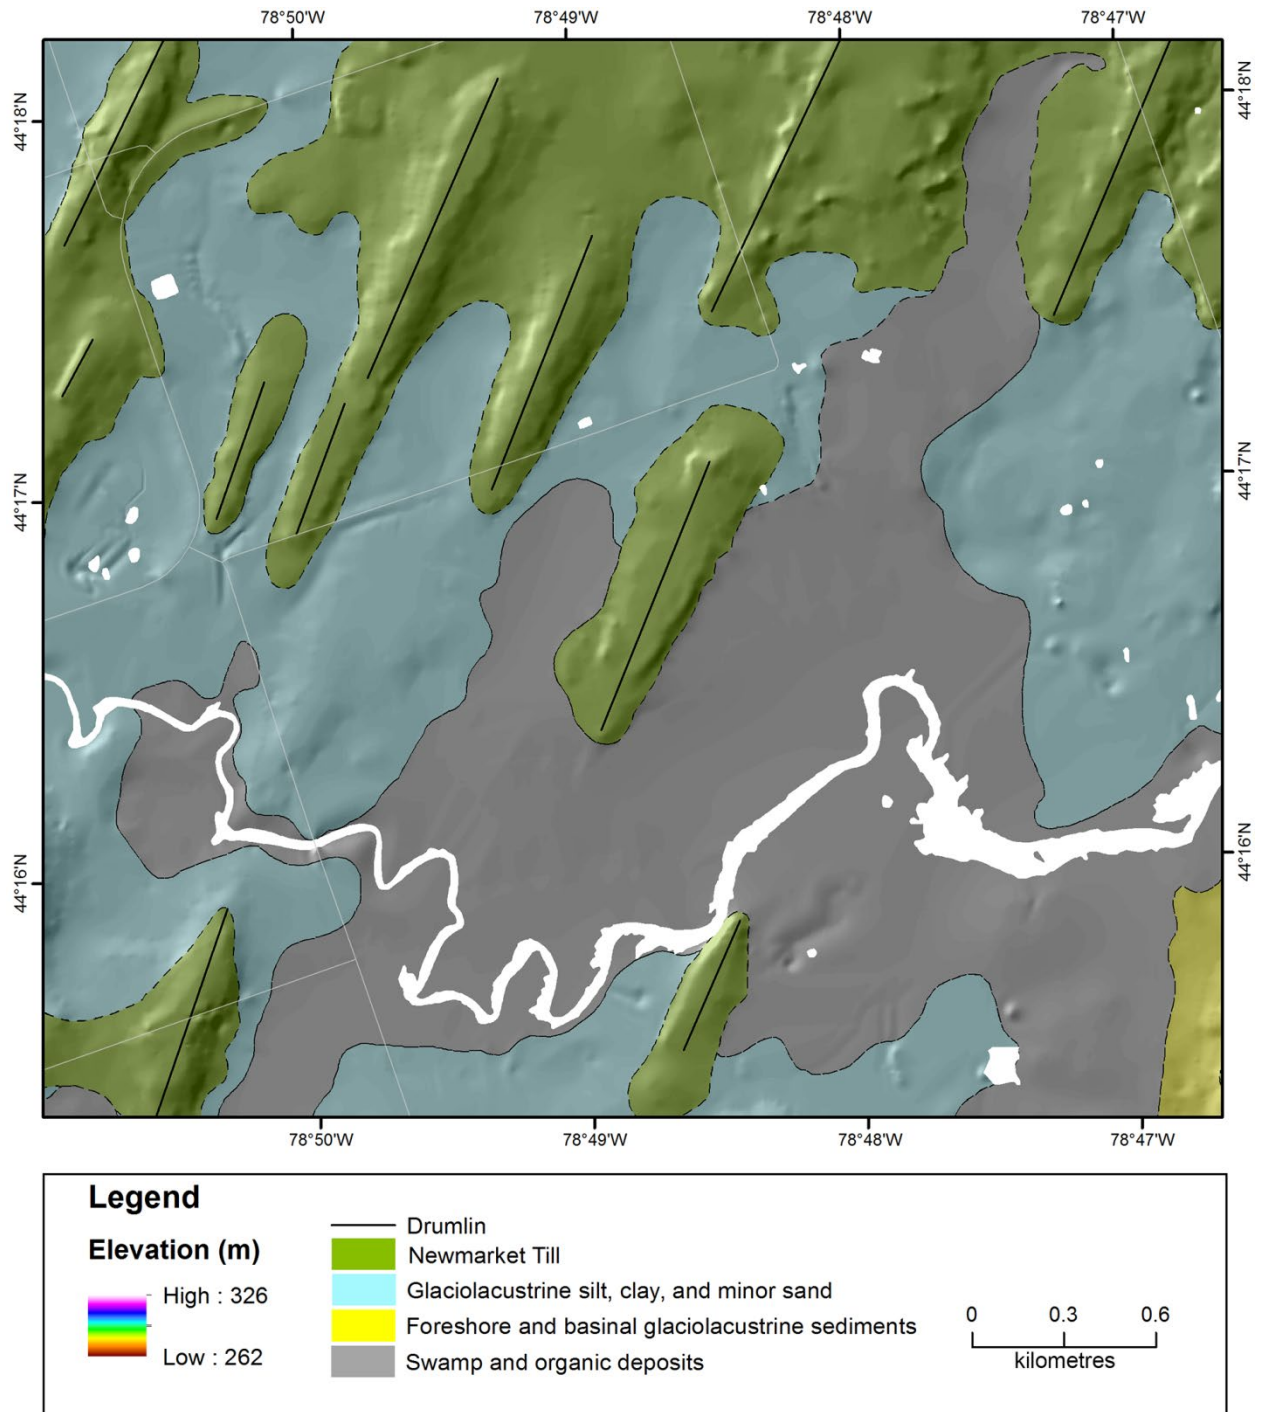 78°50'W 78°49'W 78°48'W 78°47'W
44°18'N 44°18'N
44°17'N 44°17'N
44°16'N 44°16'N
78°50'W 78°49'W 78°48'W 78°47'W
Legend
Elevation (m)
High : 326
Low : 262
Drumlin
Newmarket Till
Glaciolacustrine silt, clay, and minor sand
Foreshore and basinal glaciolacustrine sediments
Swamp and organic deposits
0 0.3 0.6
kilometres